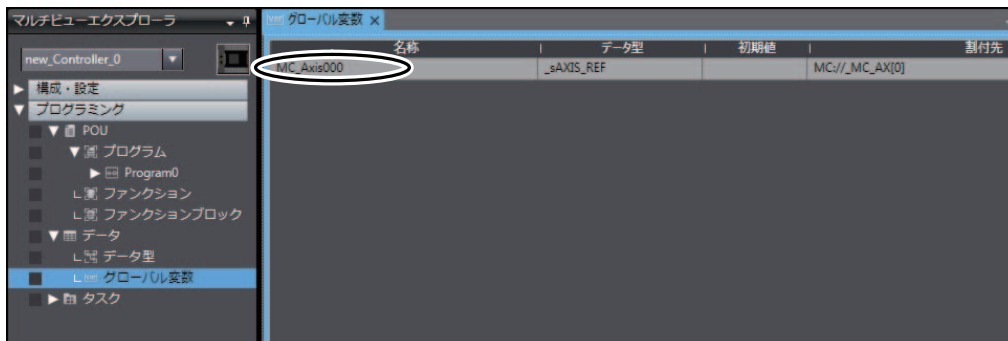 マルチビューエクスプローラ
new_Controller_0
構成・設定
プログラミング
POU
プログラム
Program0
ファンクション
ファンクションブロック
データ
データ型
グローバル変数
タスク
グローバル変数
名称 データ型 初期値 割付先
MC_Axis000 _sAXIS_REF MC://_MC_AX[0]